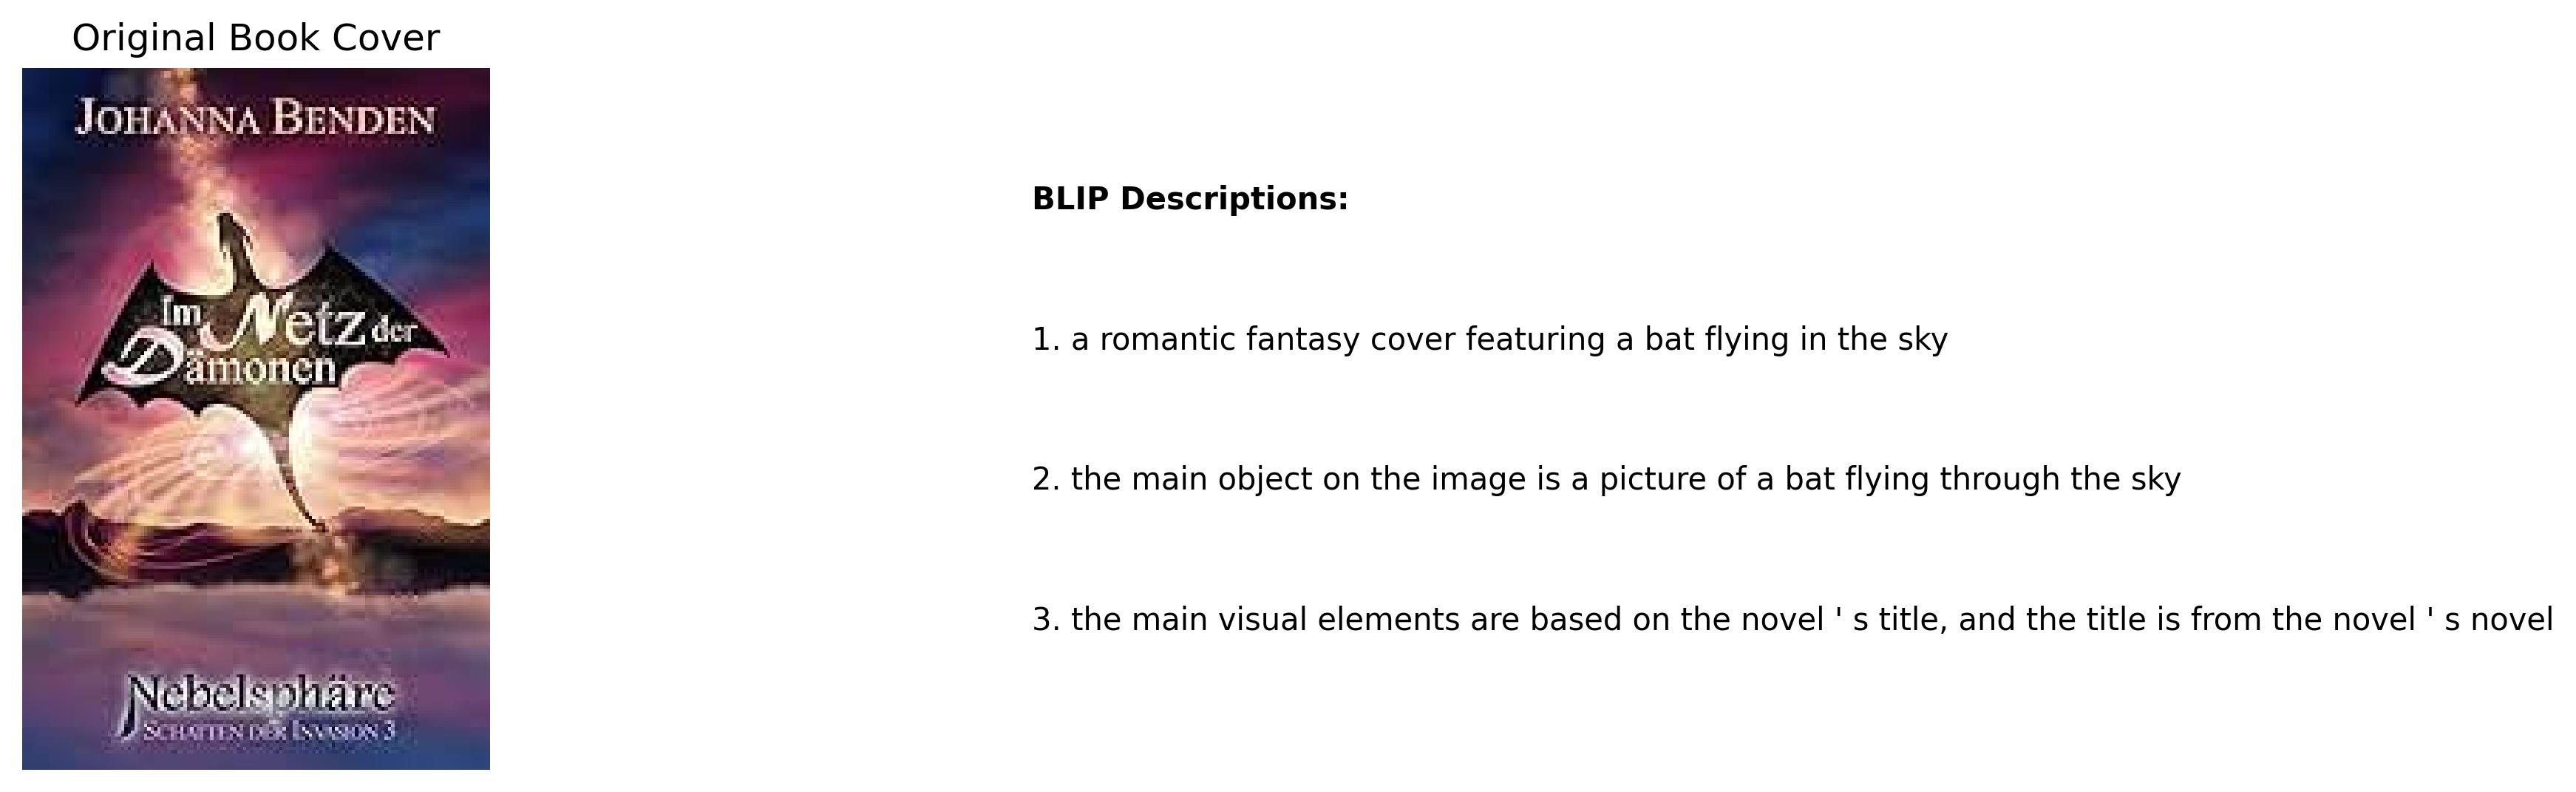 Original Book Cover
JOHANNA BENDEN
Im Netz der
Dämonen
Nebelsphäre
SCHATTEN DER INVASION 3
BLIP Descriptions:
1. a romantic fantasy cover featuring a bat flying in the sky
2. the main object on the image is a picture of a bat flying through the sky
3. the main visual elements are based on the novel ' s title, and the title is from the novel ' s novel